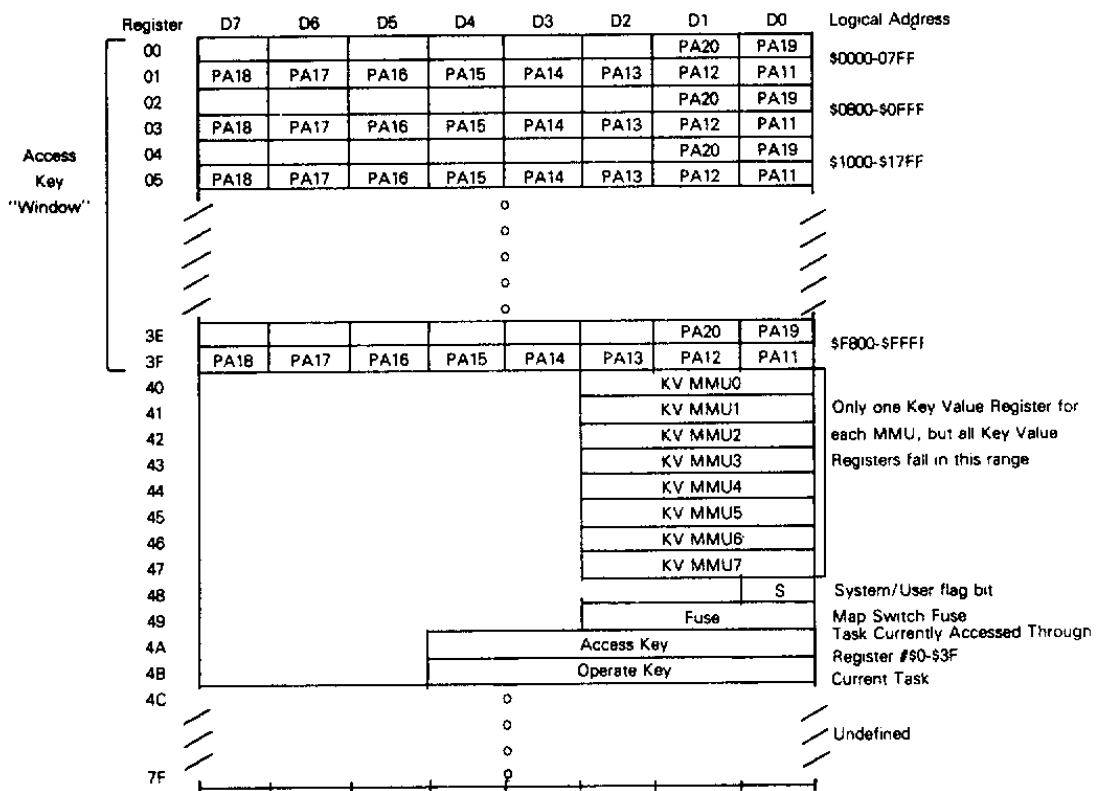 Register D7 D6 D5 D4 D3 D2 D1 D0 Logical Address
00 PA20 PA19
$0000-07FF
01 PA18 PA17 PA16 PA15 PA14 PA13 PA12 PA11
02 PA20 PA19
$0800-$0FFF
03 PA18 PA17 PA16 PA15 PA14 PA13 PA12 PA11
04 PA20 PA19
$1000-$17FF
05 PA18 PA17 PA16 PA15 PA14 PA13 PA12 PA11
Access
Key
"Window"
3E PA20 PA19
$F800-$FFFF
3F PA18 PA17 PA16 PA15 PA14 PA13 PA12 PA11
40 KV MMU0
41 KV MMU1
42 KV MMU2
43 KV MMU3
44 KV MMU4
45 KV MMU5
46 KV MMU6
47 KV MMU7
Only one Key Value Register for
each MMU, but all Key Value
Registers fall in this range
48 S System/User flag bit
49 Fuse Map Switch Fuse
4A Access Key Task Currently Accessed Through
Register #$0-$3F
4B Operate Key Current Task
4C
Undefined
7F